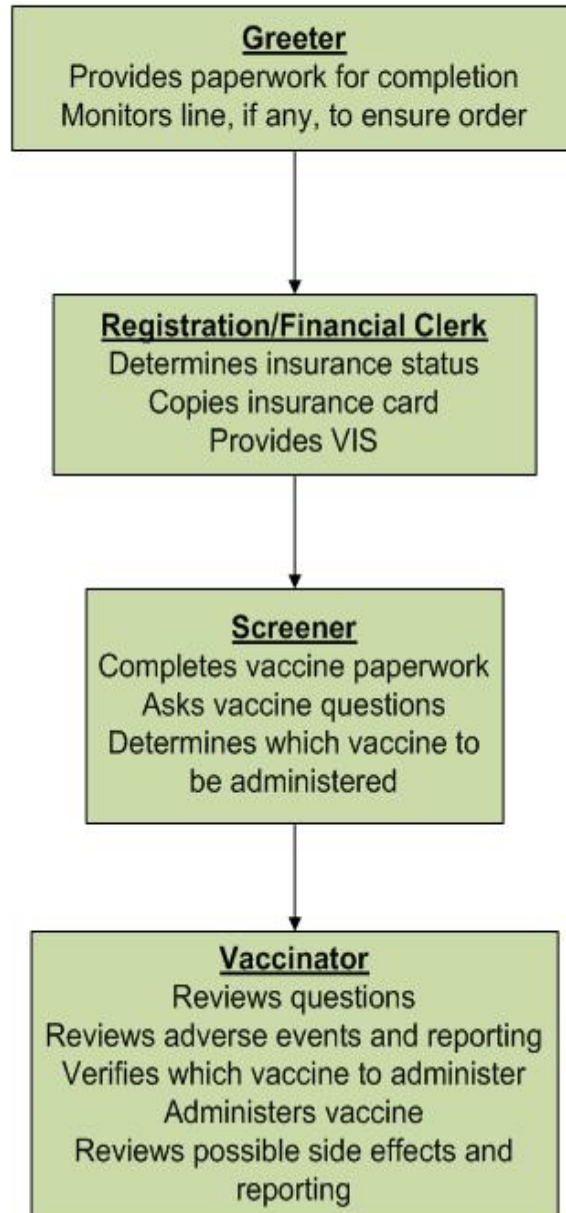 Greeter
Provides paperwork for completion
Monitors line, if any, to ensure order
Registration/Financial Clerk
Determines insurance status
Copies insurance card
Provides VIS
Screener
Completes vaccine paperwork
Asks vaccine questions
Determines which vaccine to
be administered
Vaccinator
Reviews questions
Reviews adverse events and reporting
Verifies which vaccine to administer
Administers vaccine
Reviews possible side effects and
reporting